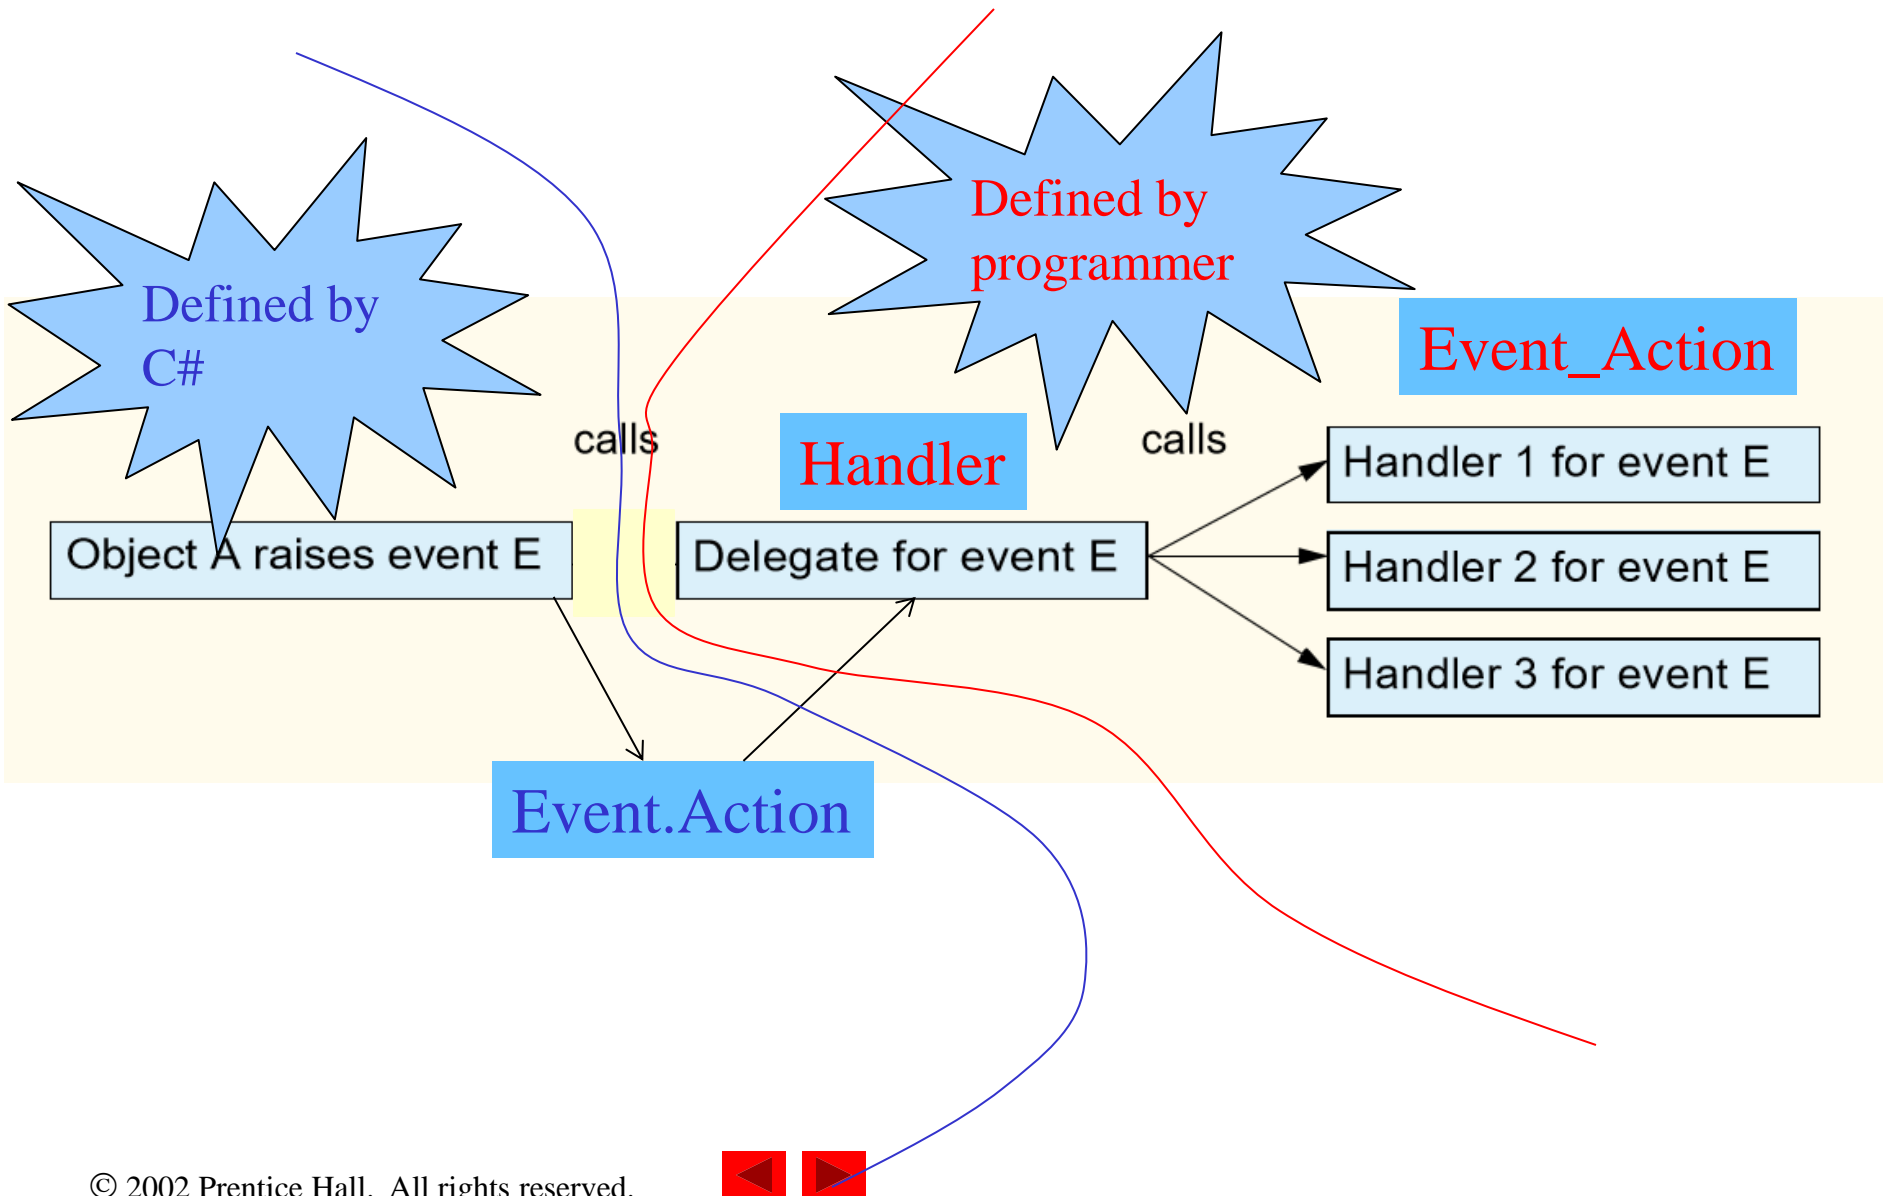 Defined by
programmer
Defined by
C#
Event_Action
calls
Handler
calls
Handler 1 for event E
Object A raises event E
Delegate for event E
Handler 2 for event E
Handler 3 for event E
Event.Action
© 2002 Prentice Hall. All rights reserved.